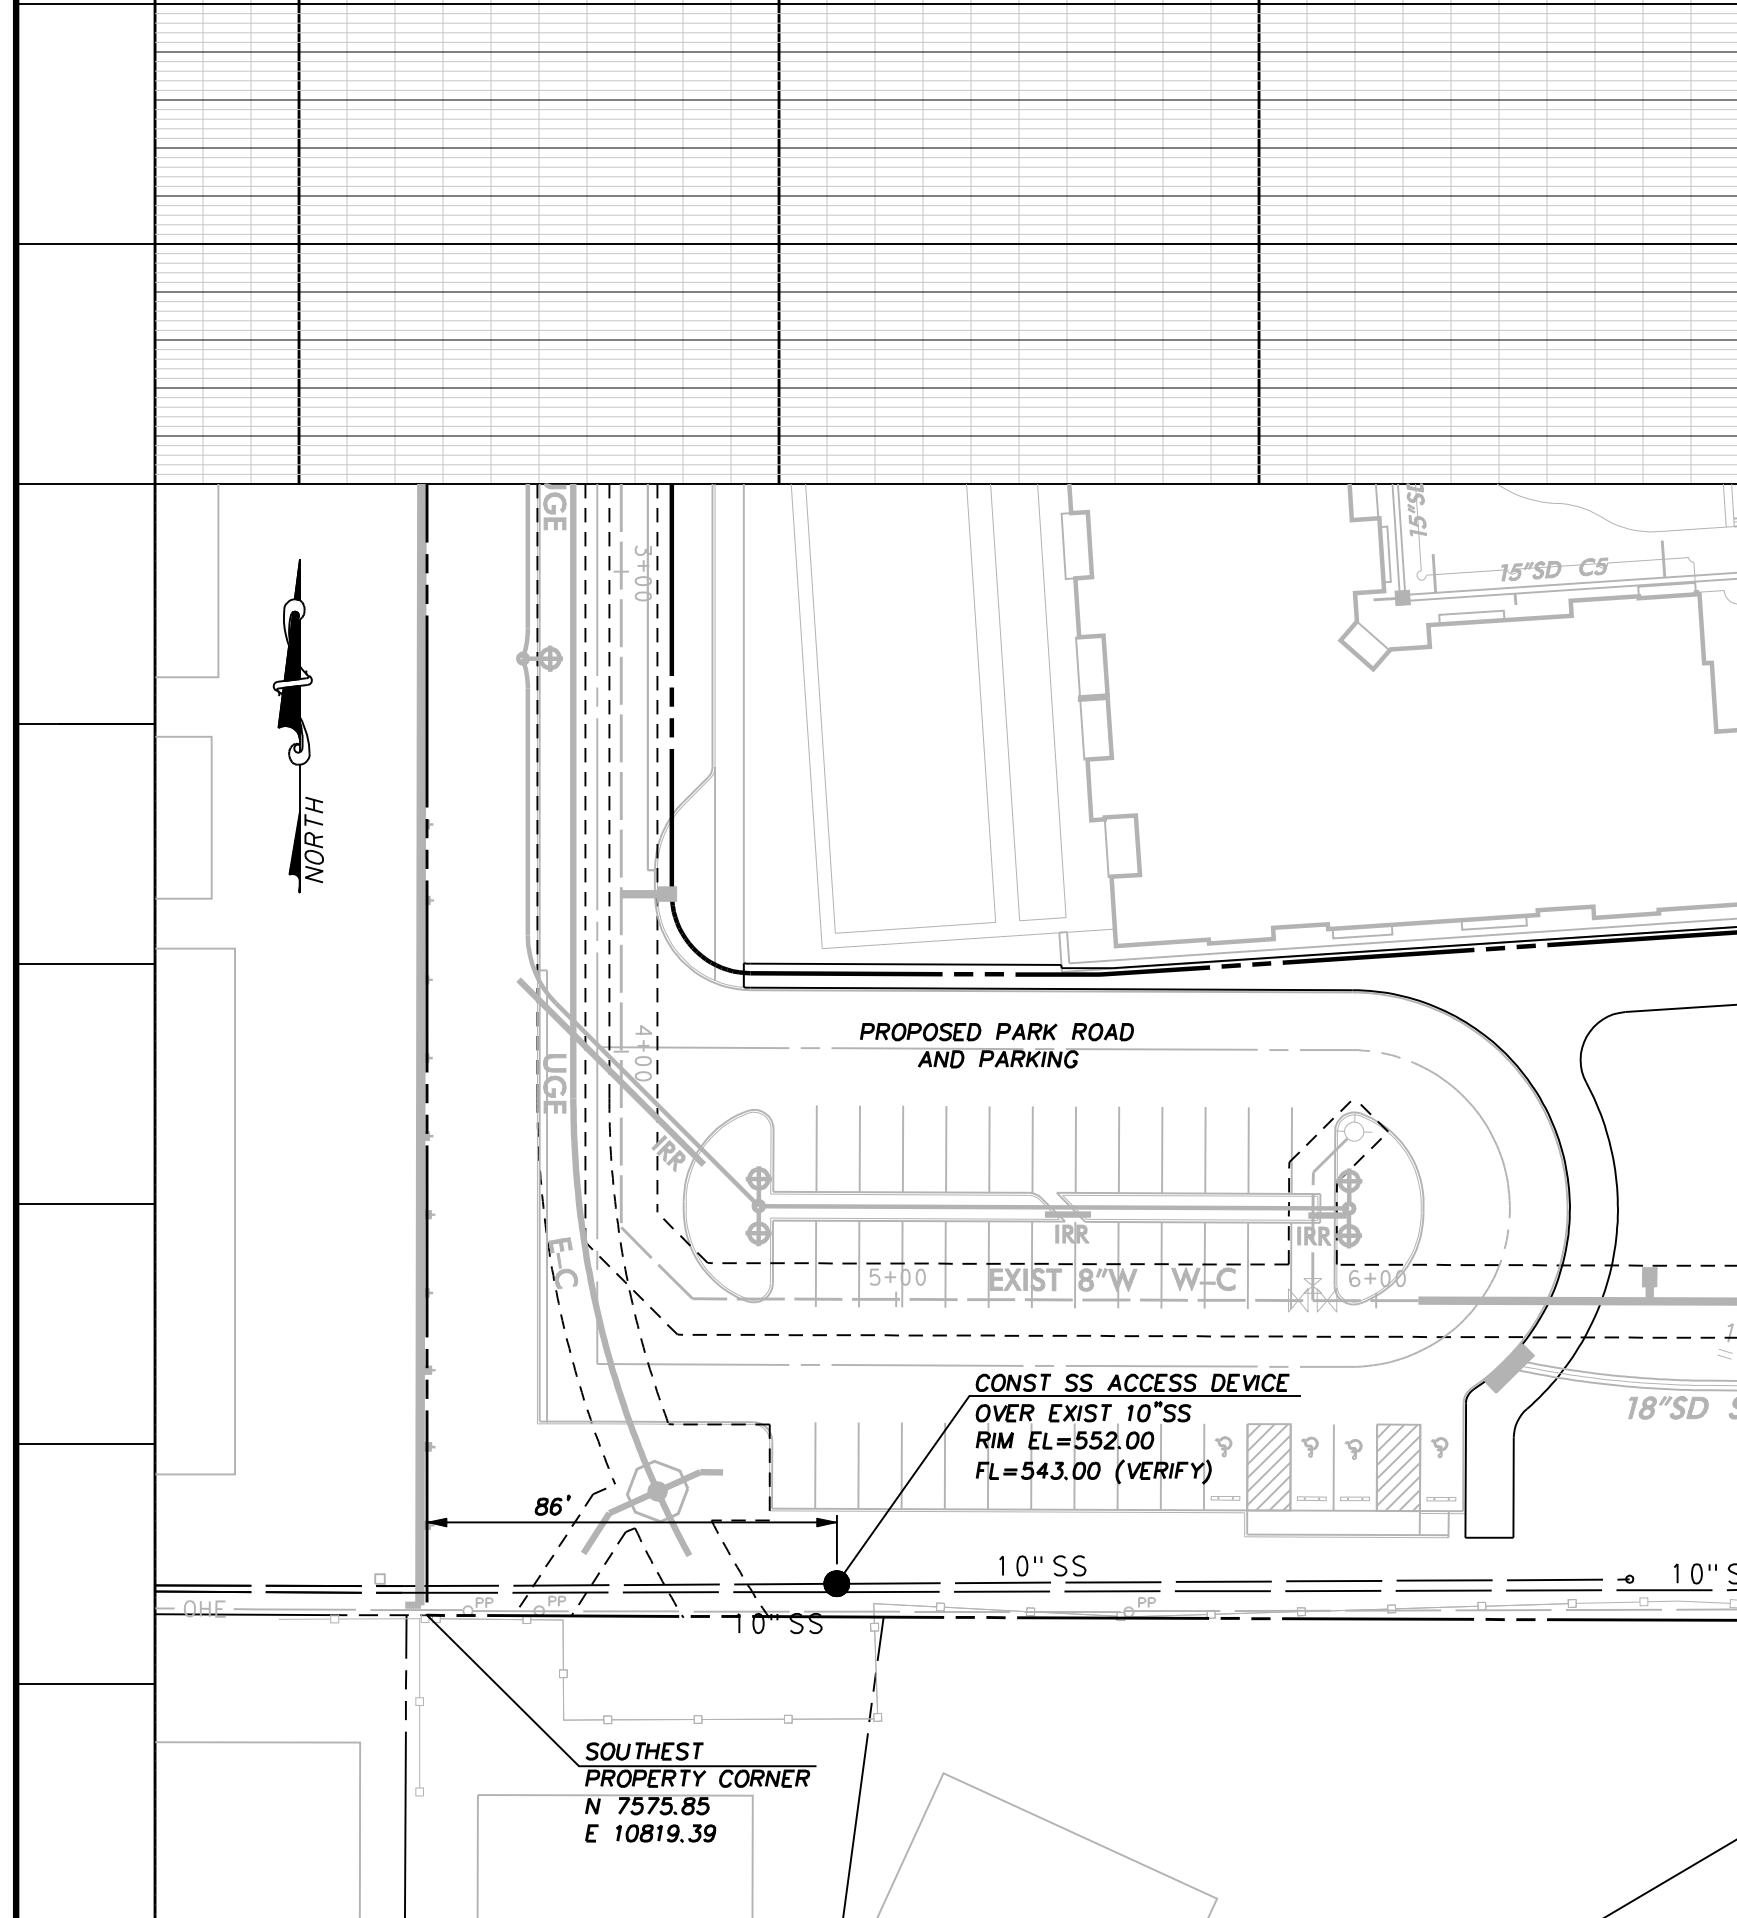 UGE
3+00
15"SD
15"SD C5
NORTH
PROPOSED PARK ROAD
AND PARKING
4+00
UGE
IRR
IRR
IRR
E-C
5+00
EXIST 8"W W-C
6+00
CONST SS ACCESS DEVICE
OVER EXIST 10"SS
RIM EL=552.00
FL=543.00 (VERIFY)
18"SD
86'
10"SS
10"S
OHE
PP
PP
PP
10"SS
SOUTHEST
PROPERTY CORNER
N 7575.85
E 10819.39